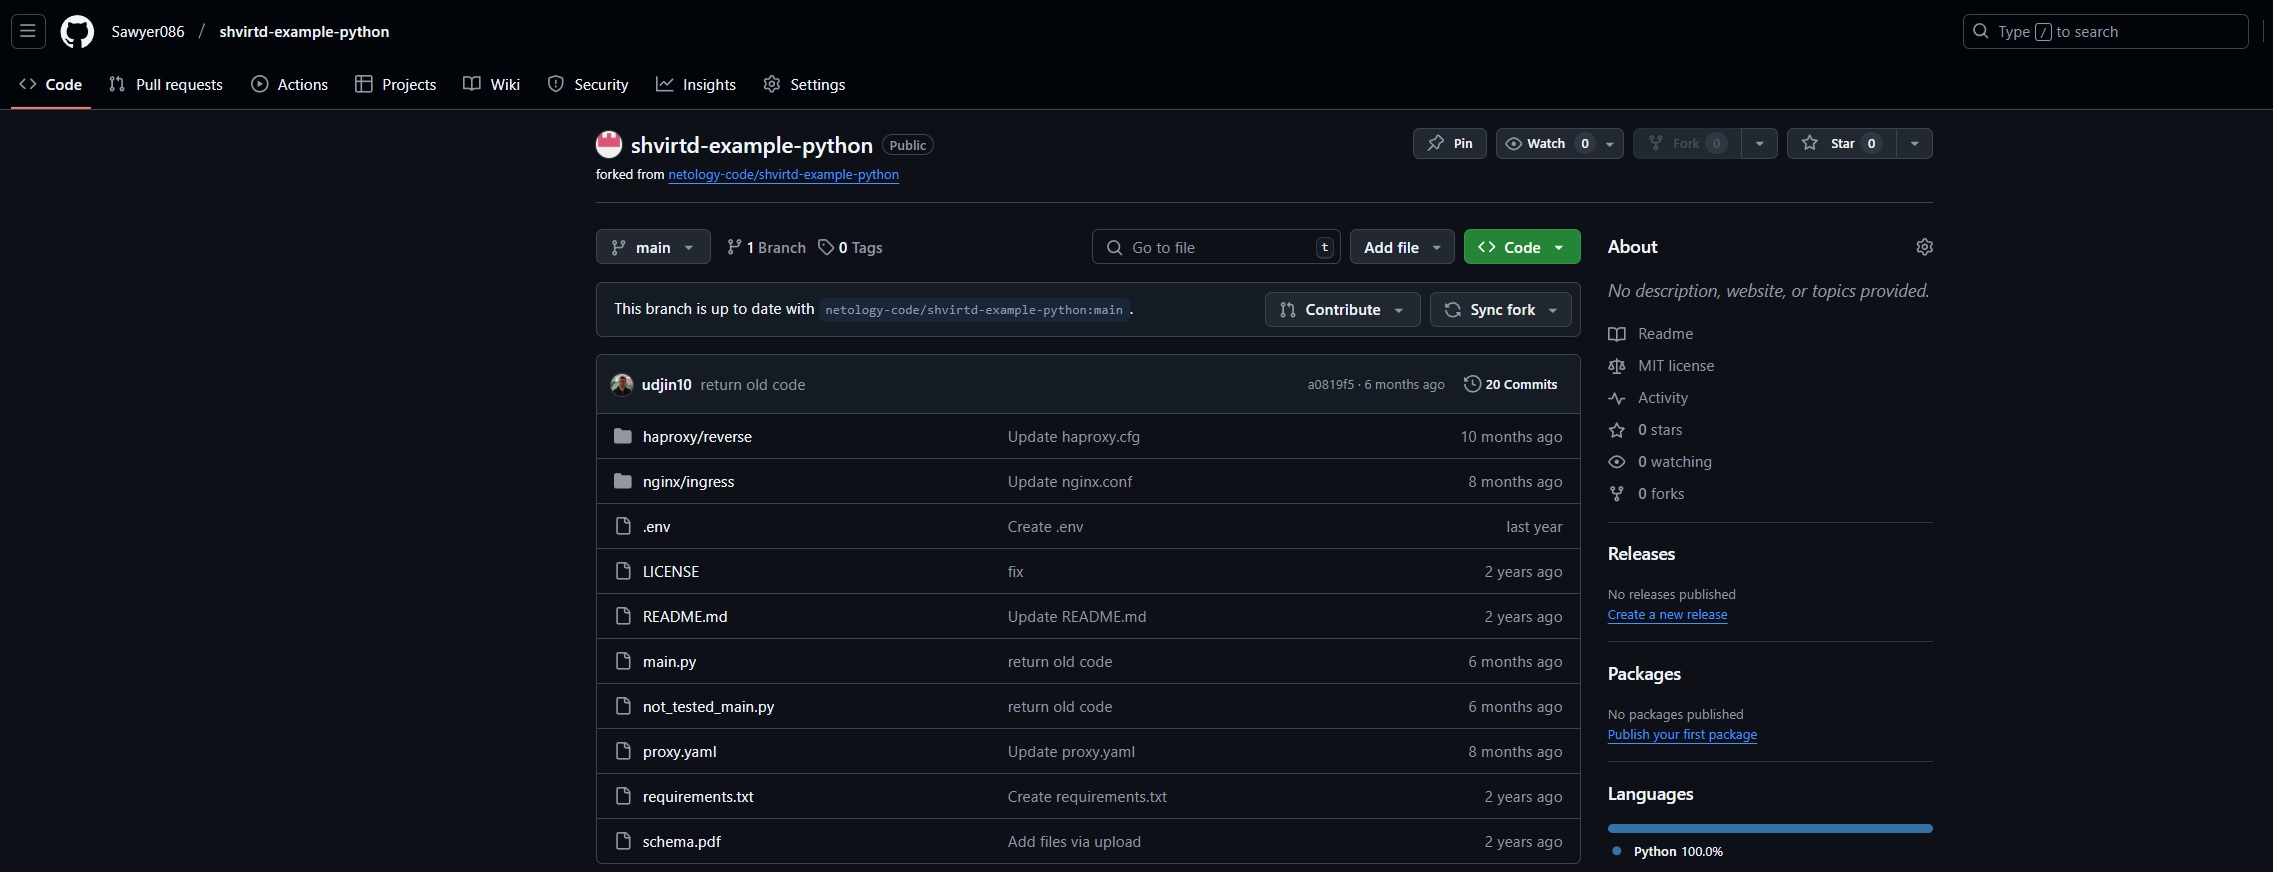 Sawyer086 / shvirtd-example-python
Type / to search
Code Pull requests Actions Projects Wiki Security Insights Settings
shvirtd-example-python Public
Pin Watch 0 Fork 0 Star 0
forked from netology-code/shvirtd-example-python
main 1 Branch 0 Tags
Go to file t Add file Code
This branch is up to date with netology-code/shvirtd-example-python:main .
Contribute Sync fork
udjin10 return old code a0819f5 · 6 months ago 20 Commits
haproxy/reverse Update haproxy.cfg 10 months ago
nginx/ingress Update nginx.conf 8 months ago
.env Create .env last year
LICENSE fix 2 years ago
README.md Update README.md 2 years ago
main.py return old code 6 months ago
not_tested_main.py return old code 6 months ago
proxy.yaml Update proxy.yaml 8 months ago
requirements.txt Create requirements.txt 2 years ago
schema.pdf Add files via upload 2 years ago
About
No description, website, or topics provided.
Readme
MIT license
Activity
0 stars
0 watching
0 forks
Releases
No releases published
Create a new release
Packages
No packages published
Publish your first package
Languages
Python 100.0%